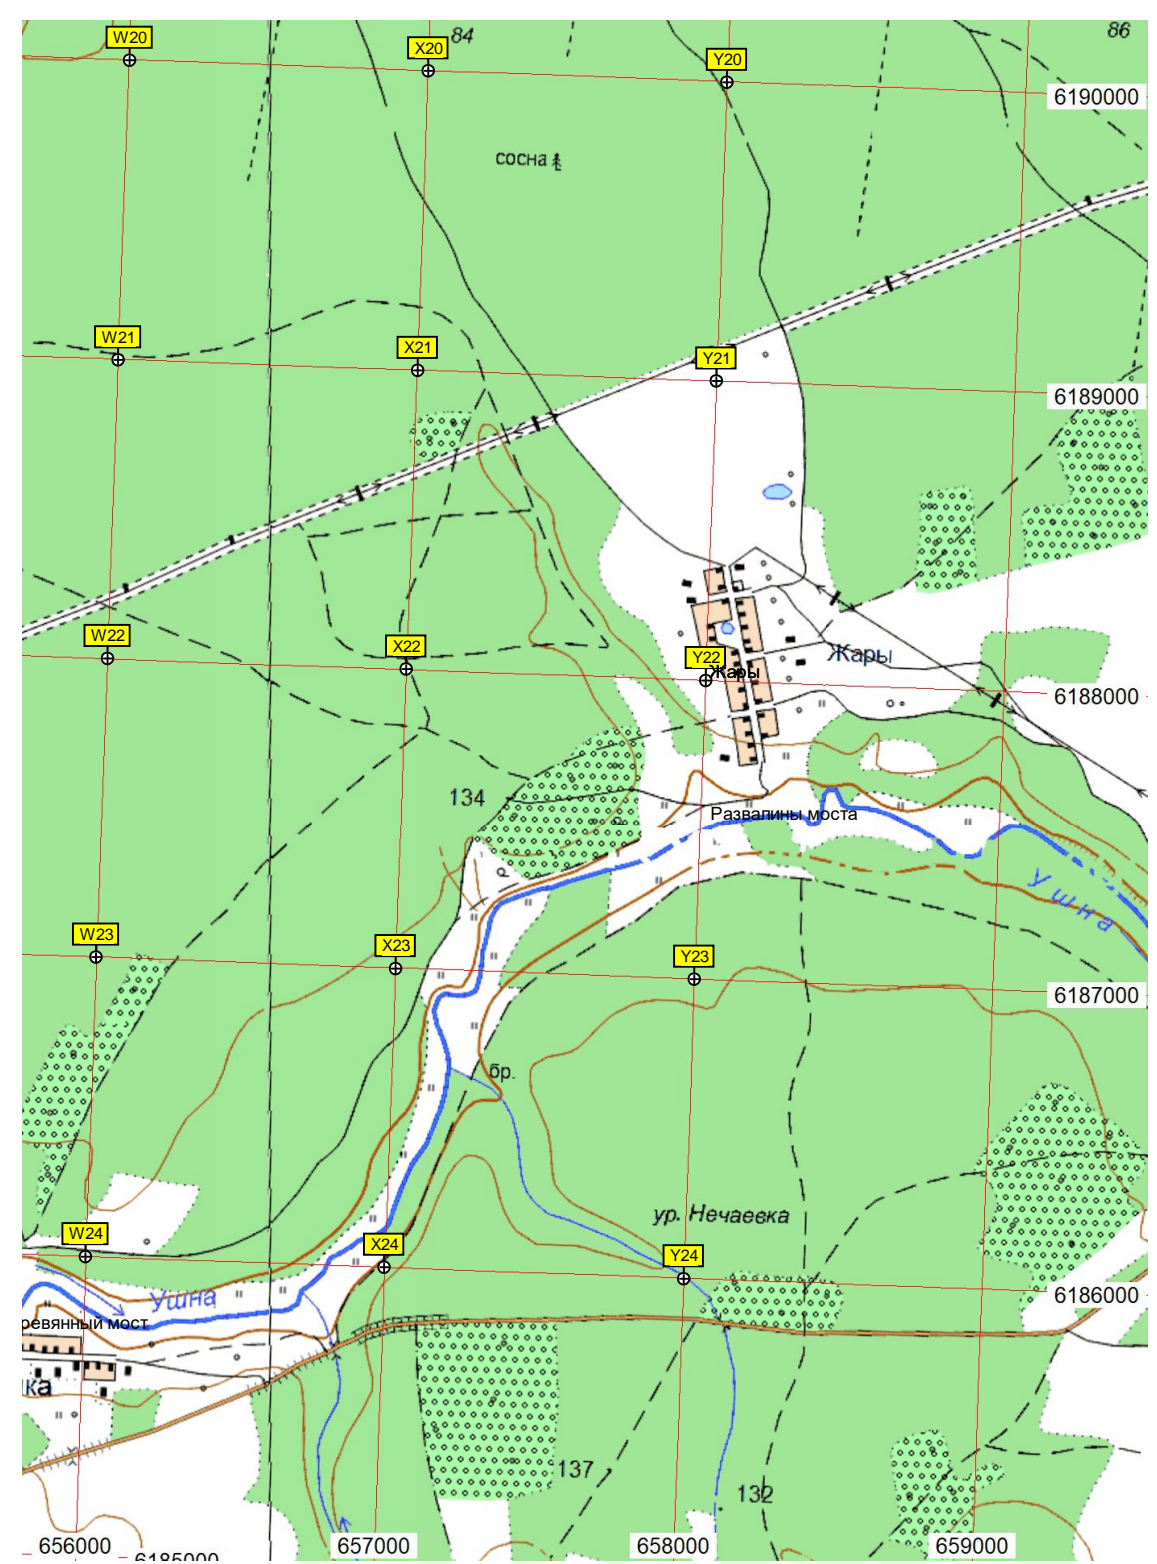 84
86
W20
X20
Y20
6190000
сосна
W21
X21
Y21
6189000
W22
X22
Y22
Жары
Жары
6188000
134
Развалины моста
Ушна
W23
X23
Y23
6187000
бр.
ур. Нечаевка
W24
X24
Y24
6186000
Ушна
ревянный мост
ка
137
132
656000
657000
658000
659000
6185000